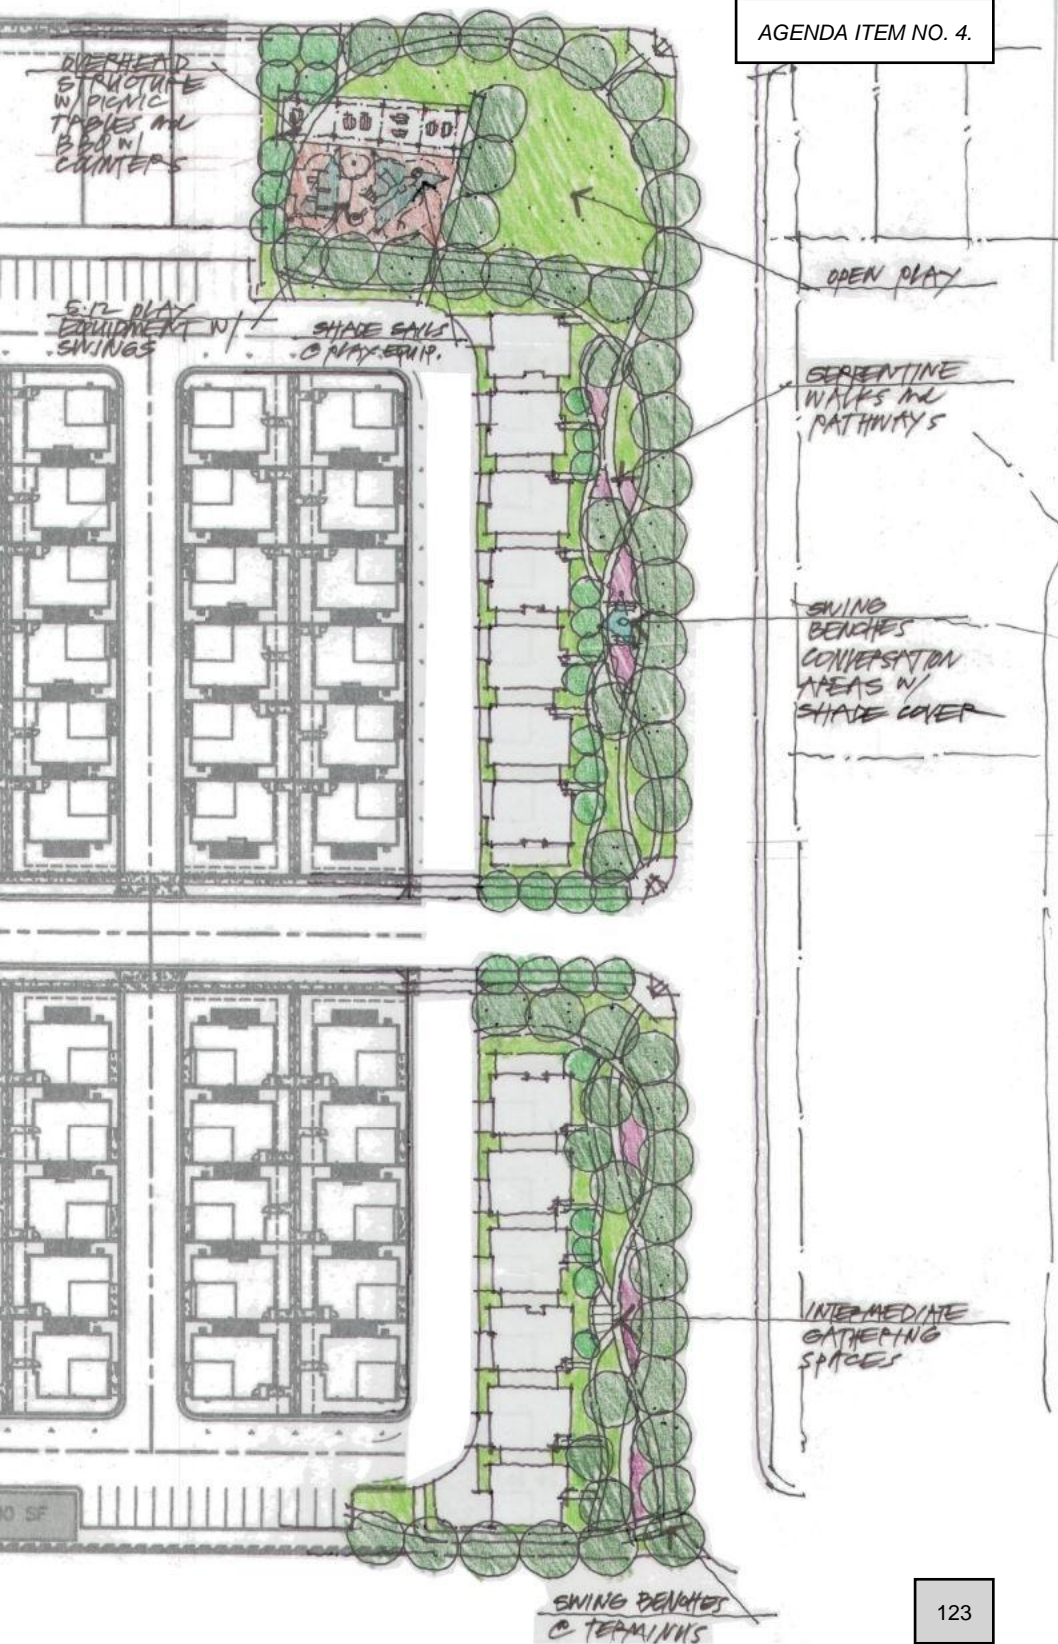 AGENDA ITEM NO. 4.
OVERHEAD
STRUCTURE
W/ PICNIC
TABLES AND
BBQ W/
COUNTERS
OPEN PLAY
5-12 PLAY
EQUIPMENT W/
SWINGS
SHADE SAILS
@ PLAY EQUIP.
SERPENTINE
WALKS AND
PATHWAYS
SWING
BENCHES
CONVERSATION
AREAS W/
SHADE COVER
INTERMEDIATE
GATHERING
SPACES
SF
SWING BENCHES
@ TERMINUS
123